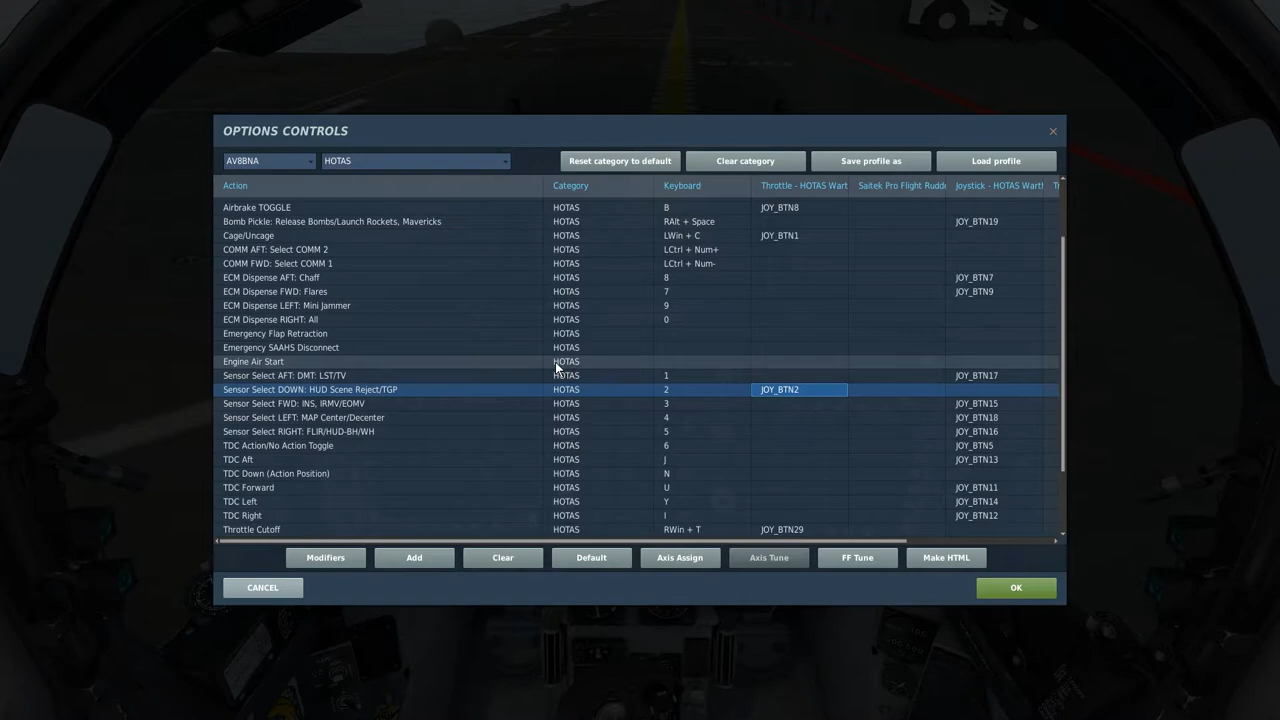 OPTIONS CONTROLS
AV8BNA HOTAS Reset category to default Clear category Save profile as Load profile
Action Category Keyboard Throttle - HOTAS Wart Saitek Pro Flight Rudde Joystick - HOTAS Warth Tr
Airbrake TOGGLE HOTAS B JOY_BTN8
Bomb Pickle: Release Bombs/Launch Rockets, Mavericks HOTAS RAlt + Space JOY_BTN19
Cage/Uncage HOTAS LWin + C JOY_BTN1
COMM AFT: Select COMM 2 HOTAS LCtrl + Num+
COMM FWD: Select COMM 1 HOTAS LCtrl + Num-
ECM Dispense AFT: Chaff HOTAS 8 JOY_BTN7
ECM Dispense FWD: Flares HOTAS 7 JOY_BTN9
ECM Dispense LEFT: Mini Jammer HOTAS 9
ECM Dispense RIGHT: All HOTAS 0
Emergency Flap Retraction HOTAS
Emergency SAAHS Disconnect HOTAS
Engine Air Start HOTAS
Sensor Select AFT: DMT: LST/TV HOTAS 1 JOY_BTN17
Sensor Select DOWN: HUD Scene Reject/TGP HOTAS 2 JOY_BTN2
Sensor Select FWD: INS, IRMV/EOMV HOTAS 3 JOY_BTN15
Sensor Select LEFT: MAP Center/Decenter HOTAS 4 JOY_BTN18
Sensor Select RIGHT: FLIR/HUD-BH/WH HOTAS 5 JOY_BTN16
TDC Action/No Action Toggle HOTAS 6 JOY_BTN5
TDC Aft HOTAS J JOY_BTN13
TDC Down (Action Position) HOTAS N
TDC Forward HOTAS U JOY_BTN11
TDC Left HOTAS Y JOY_BTN14
TDC Right HOTAS I JOY_BTN12
Throttle Cutoff HOTAS RWin + T JOY_BTN29
Modifiers Add Clear Default Axis Assign Axis Tune FF Tune Make HTML
CANCEL OK